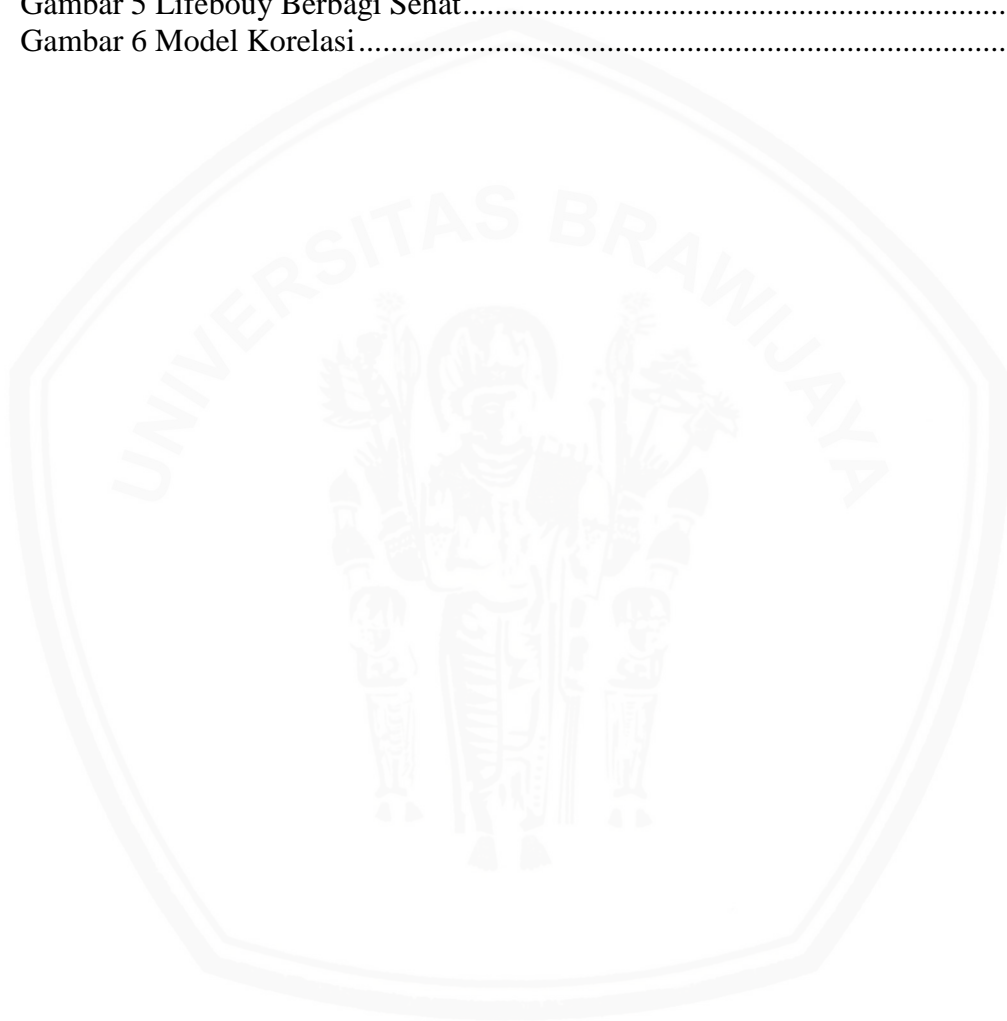 Gambar 5 Lifebouy Berbagi Sehat................................................................
Gambar 6 Model Korelasi.............................................................................
UNIVERSITAS BRAWIJAYA